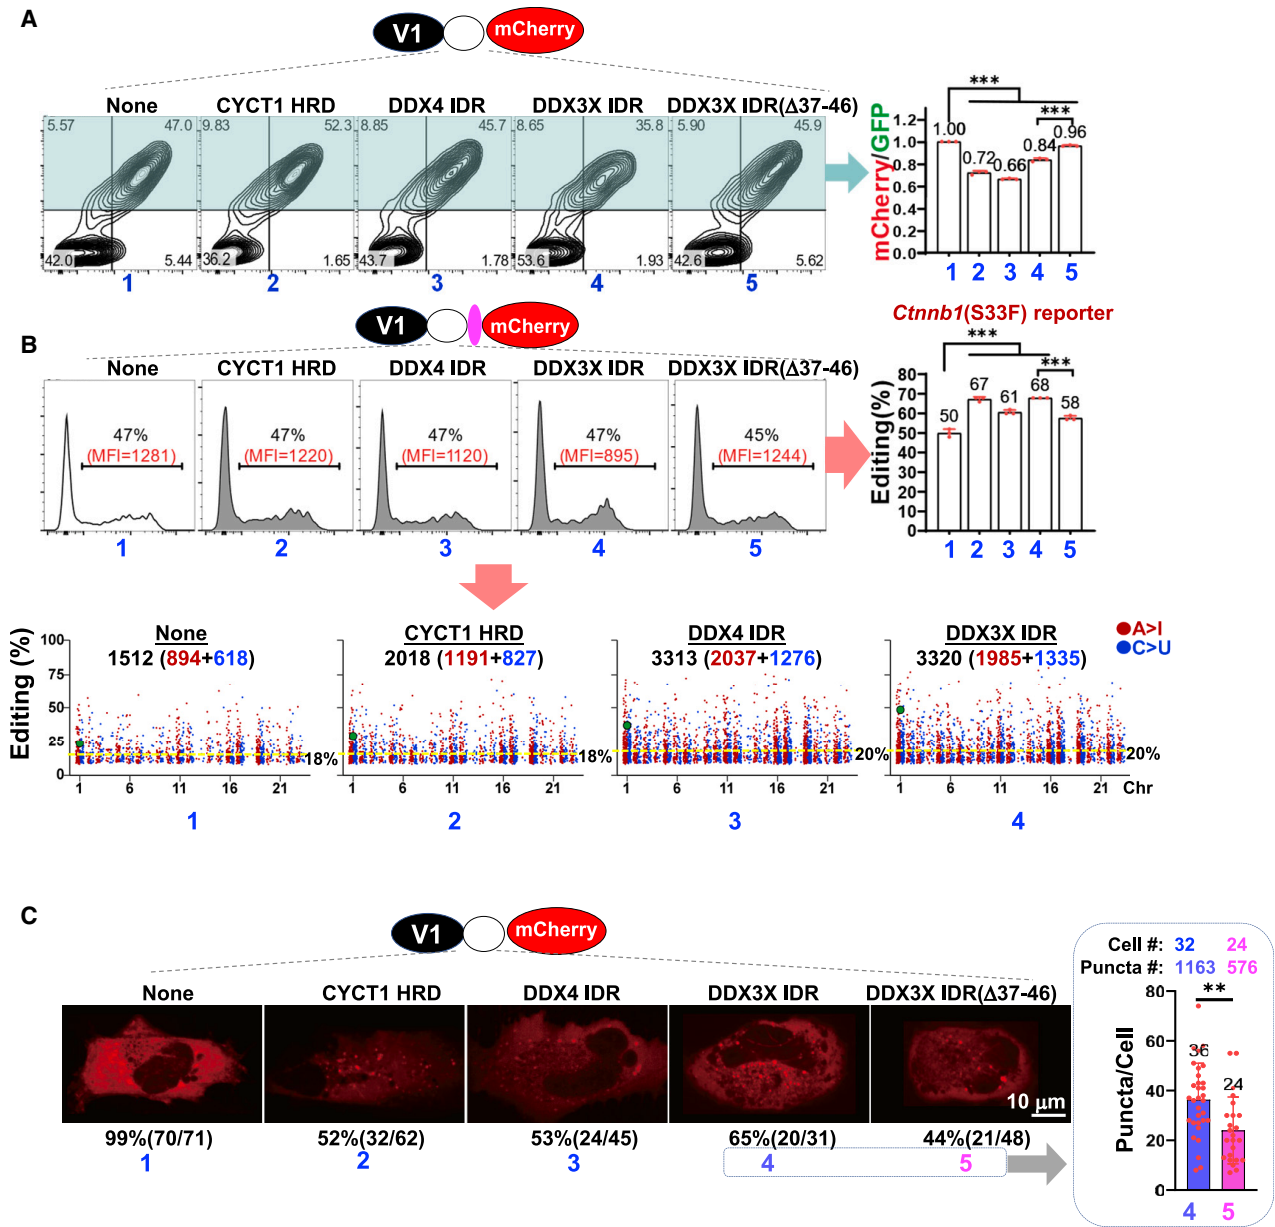 A
V1 mCherry
None CYCT1 HRD DDX4 IDR DDX3X IDR DDX3X IDR(Δ37-46)
5.57 47.0 9.83 52.3 8.85 45.7 8.65 35.8 5.90 45.9
42.0 5.44 36.2 1.65 43.7 1.78 53.6 1.93 42.6 5.62
1 2 3 4 5
mCherry/GFP
1.2
1.0
0.8
0.6
0.4
0.2
0.0
*** ***
1.00 0.72 0.66 0.84 0.96
1 2 3 4 5
B
V1 mCherry
None CYCT1 HRD DDX4 IDR DDX3X IDR DDX3X IDR(Δ37-46)
47% 47% 47% 47% 45%
(MFI=1281) (MFI=1220) (MFI=1120) (MFI=895) (MFI=1244)
1 2 3 4 5
Ctnnb1(S33F) reporter
Editing(%)
80
70
60
50
40
30
20
10
0
*** ***
50 67 61 68 58
1 2 3 4 5
Editing (%)
None CYCT1 HRD DDX4 IDR DDX3X IDR
1512 (894+618) 2018 (1191+827) 3313 (2037+1276) 3320 (1985+1335)
A>I
C>U
100
75
50
25
0
18% 18% 20% 20%
1 6 11 16 21 1 6 11 16 21 1 6 11 16 21 1 6 11 16 21 Chr
1 2 3 4
C
V1 mCherry
None CYCT1 HRD DDX4 IDR DDX3X IDR DDX3X IDR(Δ37-46)
10 μm
99%(70/71) 52%(32/62) 53%(24/45) 65%(20/31) 44%(21/48)
1 2 3 4 5
Cell #: 32 24
Puncta #: 1163 576
Puncta/Cell
80
60
40
20
0
**
36 24
4 5